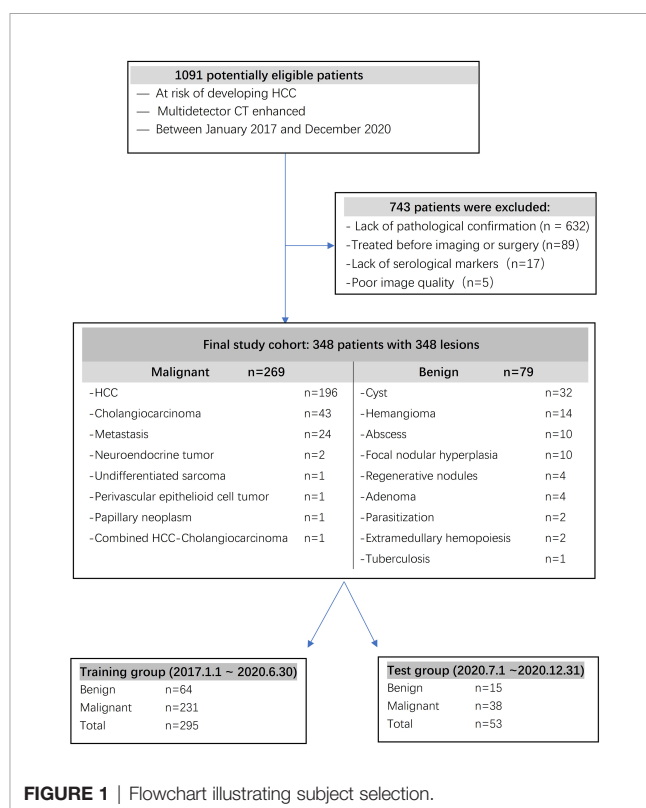 1091 potentially eligible patients
— At risk of developing HCC
— Multidetector CT enhanced
— Between January 2017 and December 2020
743 patients were excluded:
- Lack of pathological confirmation (n = 632)
-Treated before imaging or surgery (n=89)
-Lack of serological markers (n=17)
-Poor image quality (n=5)
Final study cohort: 348 patients with 348 lesions
Malignant n=269
-HCC n=196
-Cholangiocarcinoma n=43
-Metastasis n=24
-Neuroendocrine tumor n=2
-Undifferentiated sarcoma n=1
-Perivascular epithelioid cell tumor n=1
-Papillary neoplasm n=1
-Combined HCC-Cholangiocarcinoma n=1
Benign n=79
-Cyst n=32
-Hemangioma n=14
-Abscess n=10
-Focal nodular hyperplasia n=10
-Regenerative nodules n=4
-Adenoma n=4
-Parasitization n=2
-Extramedullary hemopoiesis n=2
-Tuberculosis n=1
Training group (2017.1.1 ~ 2020.6.30)
Benign n=64
Malignant n=231
Total n=295
Test group (2020.7.1 ~2020.12.31)
Benign n=15
Malignant n=38
Total n=53
FIGURE 1 | Flowchart illustrating subject selection.